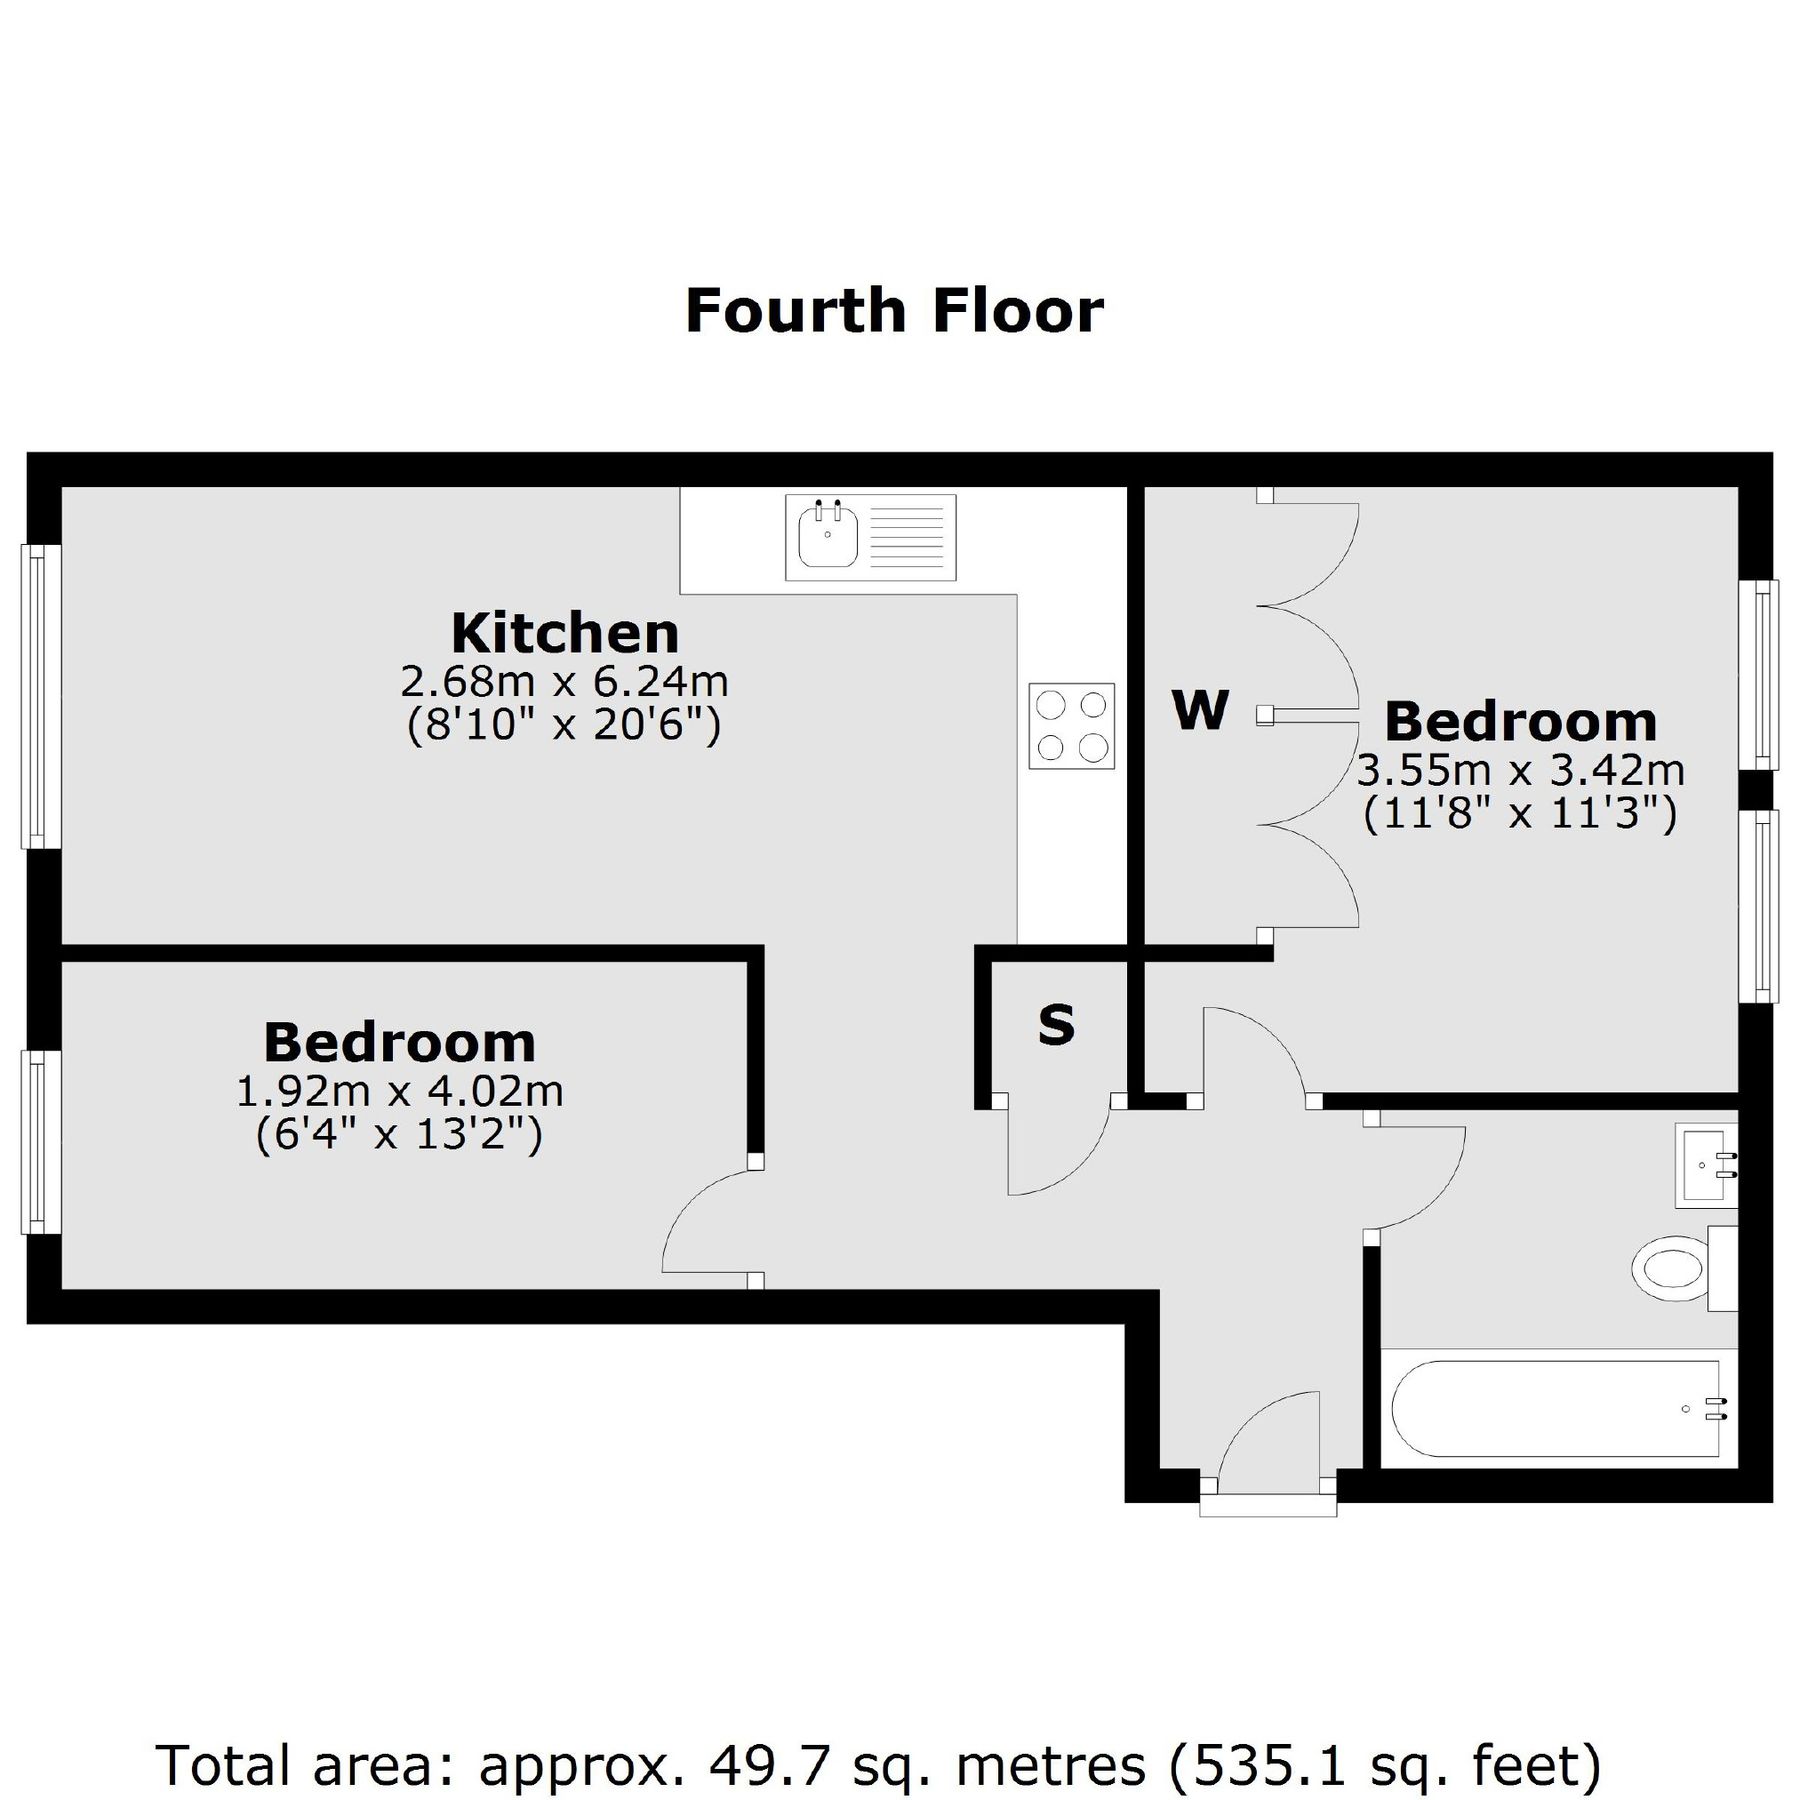 Fourth Floor
Kitchen
2.68m x 6.24m
(8'10" x 20'6")
W
Bedroom
3.55m x 3.42m
(11'8" x 11'3")
Bedroom
1.92m x 4.02m
(6'4" x 13'2")
S
Total area: approx. 49.7 sq. metres (535.1 sq. feet)